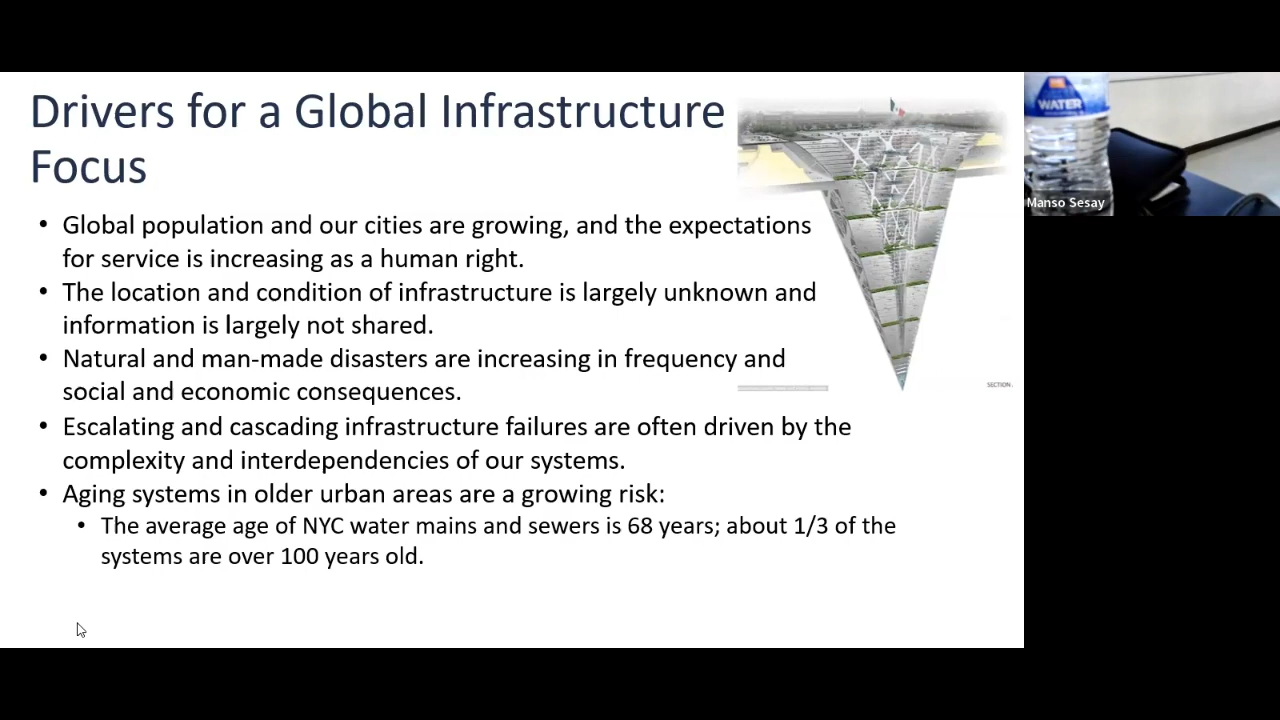 Drivers for a Global Infrastructure
Focus
• Global population and our cities are growing, and the expectations
for service is increasing as a human right.
• The location and condition of infrastructure is largely unknown and
information is largely not shared.
• Natural and man-made disasters are increasing in frequency and
social and economic consequences.
• Escalating and cascading infrastructure failures are often driven by the
complexity and interdependencies of our systems.
• Aging systems in older urban areas are a growing risk:
• The average age of NYC water mains and sewers is 68 years; about 1/3 of the
systems are over 100 years old.
SECTION
WATER
Manso Sesay